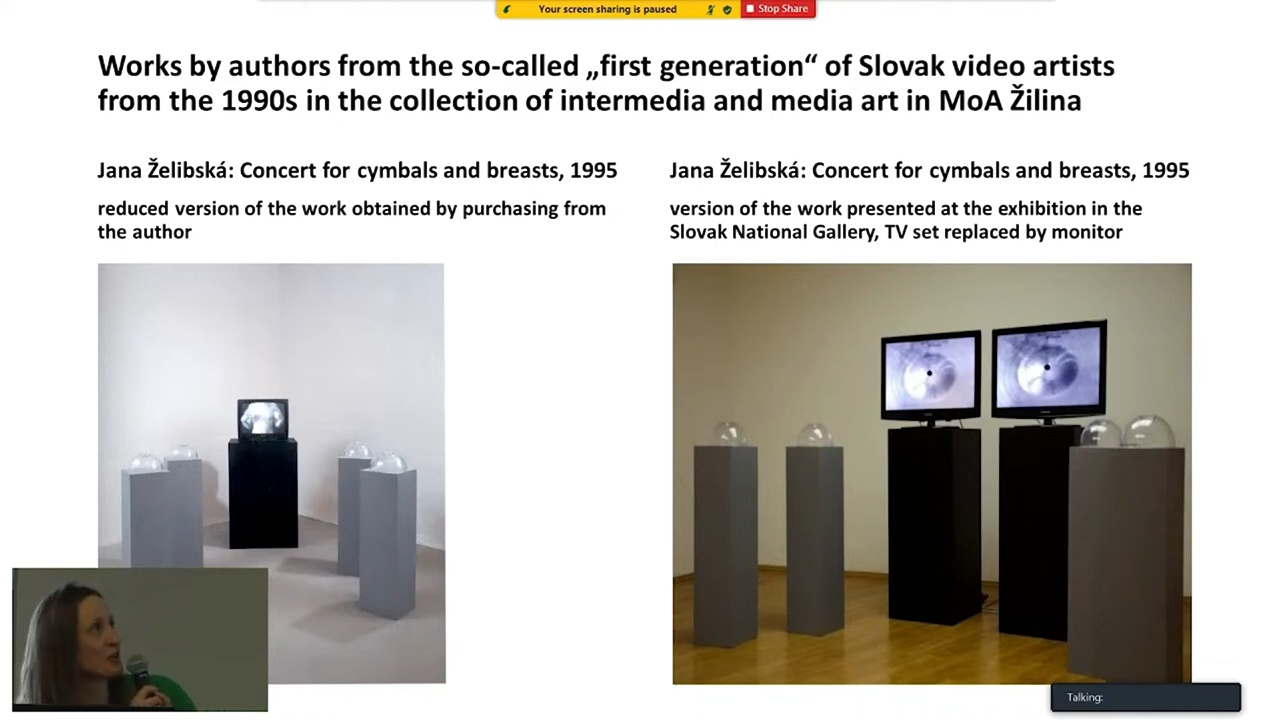 Your screen sharing is paused
Stop Share
Works by authors from the so-called „first generation“ of Slovak video artists
from the 1990s in the collection of intermedia and media art in MoA Žilina
Jana Želibská: Concert for cymbals and breasts, 1995
reduced version of the work obtained by purchasing from
the author
Jana Želibská: Concert for cymbals and breasts, 1995
version of the work presented at the exhibition in the
Slovak National Gallery, TV set replaced by monitor
Talking: